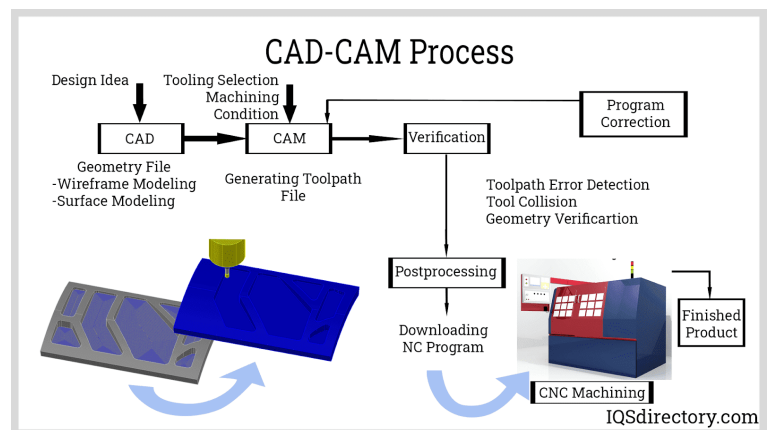 CAD-CAM Process
Design Idea
Tooling Selection
Machining
Condition
Program
Correction
CAD
CAM
Verification
Geometry File
-Wireframe Modeling
-Surface Modeling
Generating Toolpath
File
Toolpath Error Detection
Tool Collision
Geometry Verificartion
Postprocessing
Downloading
NC Program
Finished
Product
CNC Machining
IQSdirectory.com